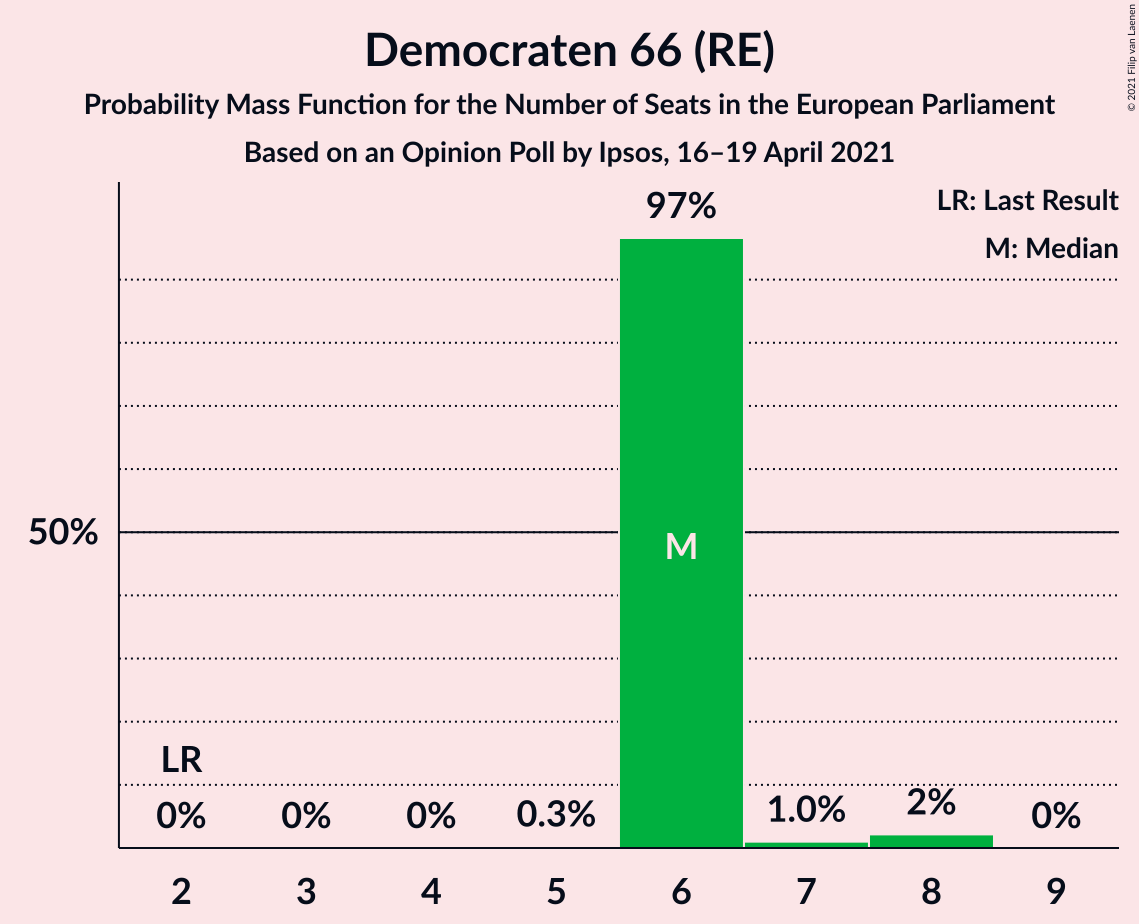 Democraten 66 (RE)
Probability Mass Function for the Number of Seats in the European Parliament
Based on an Opinion Poll by Ipsos, 16–19 April 2021
© 2021 Filip van Laenen
LR: Last Result
M: Median
97%
50%
M
LR
0% 0% 0% 0.3% 1.0% 2% 0%
2 3 4 5 6 7 8 9